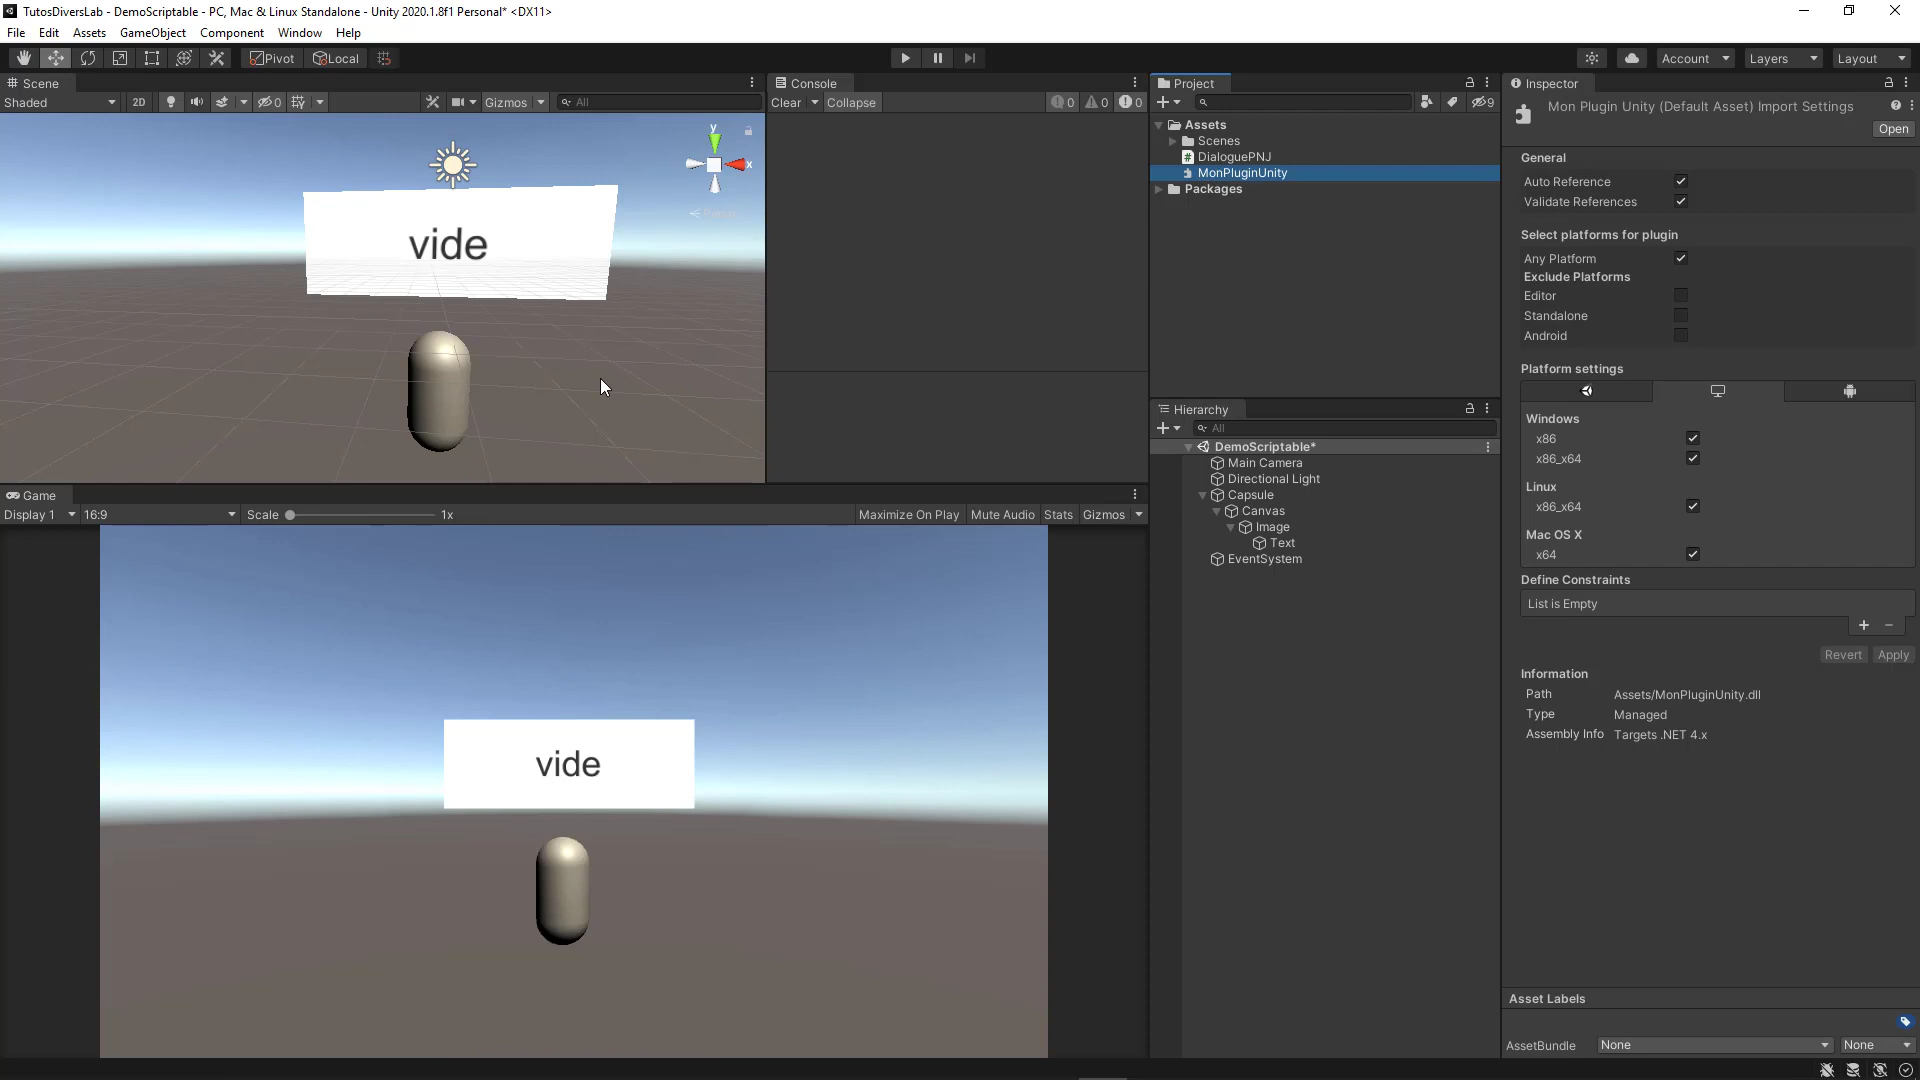 TutosDiversLab - DemoScriptable - PC, Mac & Linux Standalone - Unity 2020.1.8f1 Personal* <DX11>
File Edit Assets GameObject Component Window Help
Pivot Local
Account Layers Layout
Scene
Shaded 2D Gizmos All
vide
Game
Display 1 16:9 Scale 1x Maximize On Play Mute Audio Stats Gizmos
vide
Console
Clear Collapse 0 0 0
Project
9
Assets
Scenes
DialoguePNJ
MonPluginUnity
Packages
Hierarchy
All
DemoScriptable*
Main Camera
Directional Light
Capsule
Canvas
Image
Text
EventSystem
Inspector
Mon Plugin Unity (Default Asset) Import Settings
Open
General
Auto Reference
Validate References
Select platforms for plugin
Any Platform
Exclude Platforms
Editor
Standalone
Android
Platform settings
Windows
x86
x86_x64
Linux
x86_x64
Mac OS X
x64
Define Constraints
List is Empty
Revert Apply
Information
Path Assets/MonPluginUnity.dll
Type Managed
Assembly Info Targets .NET 4.x
Asset Labels
AssetBundle None None